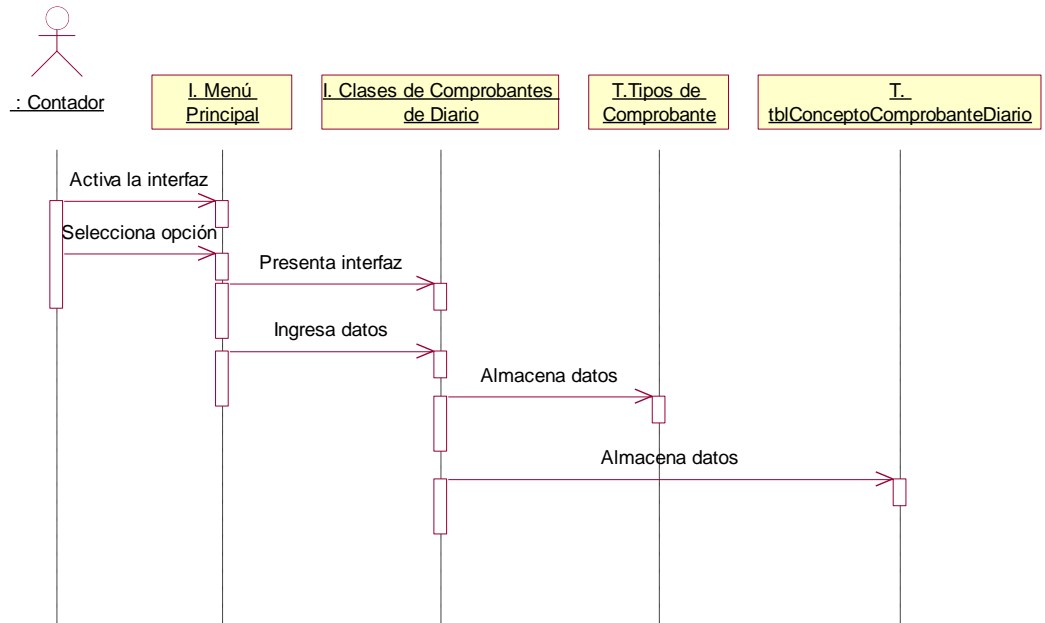 : Contador
I. Menú
Principal
I. Clases de Comprobantes
de Diario
T.Tipos de
Comprobante
T.
tblConceptoComprobanteDiario
Activa la interfaz
Selecciona opción
Presenta interfaz
Ingresa datos
Almacena datos
Almacena datos